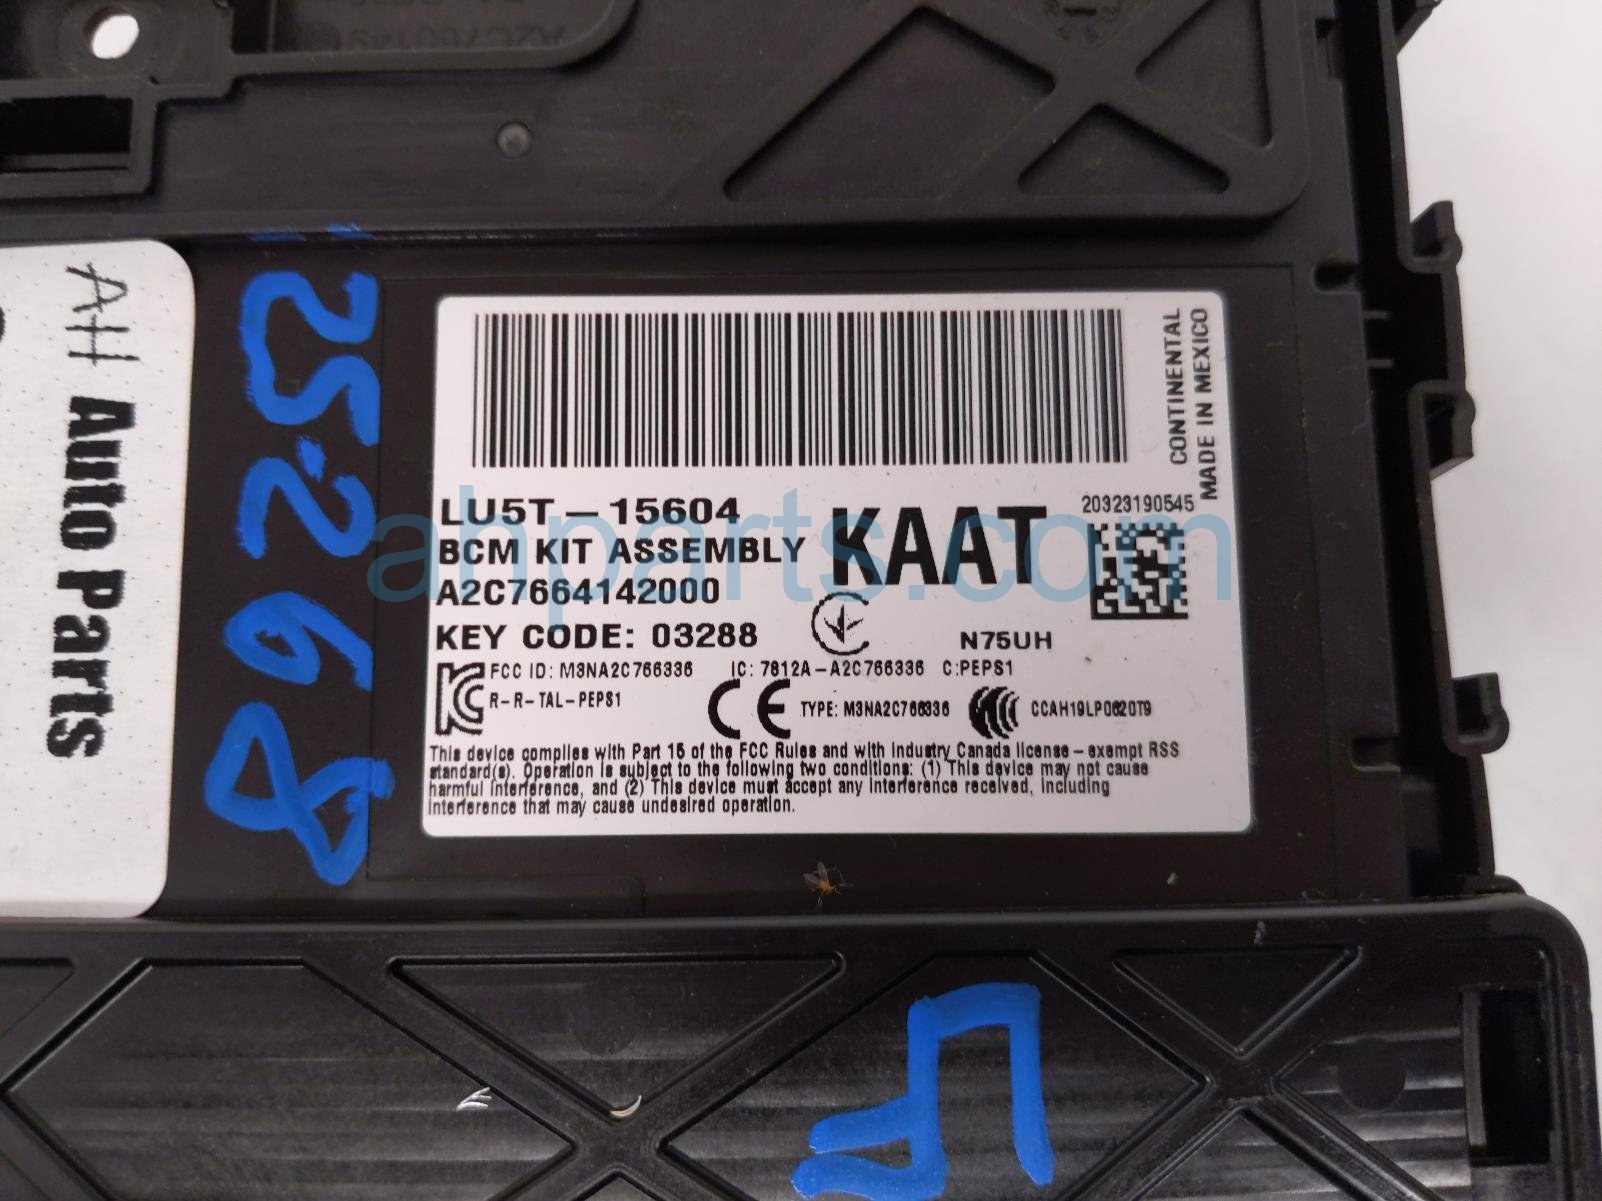 A2C760149
"25268
AH Auto Parts
CONTINENTAL
MADE IN MEXICO
LU5T-15604
BCM KIT ASSEMBLY
A2C7664142000
KAAT
20323190545
KEY CODE: 03288
N75UH
FCC ID: M3NA2C766336 IC: 7812A-A2C766336 C:PEPS1
R-R-TAL-PEPS1
CE TYPE: M3NA2C766336 CCAH19LP0620T9
This device complies with Part 15 of the FCC Rules and with Industry Canada license-exempt RSS
standard(s). Operation is subject to the following two conditions: (1) This device may not cause
harmful interference, and (2) This device must accept any interference received, including
interference that may cause undesired operation.
ahparts.com